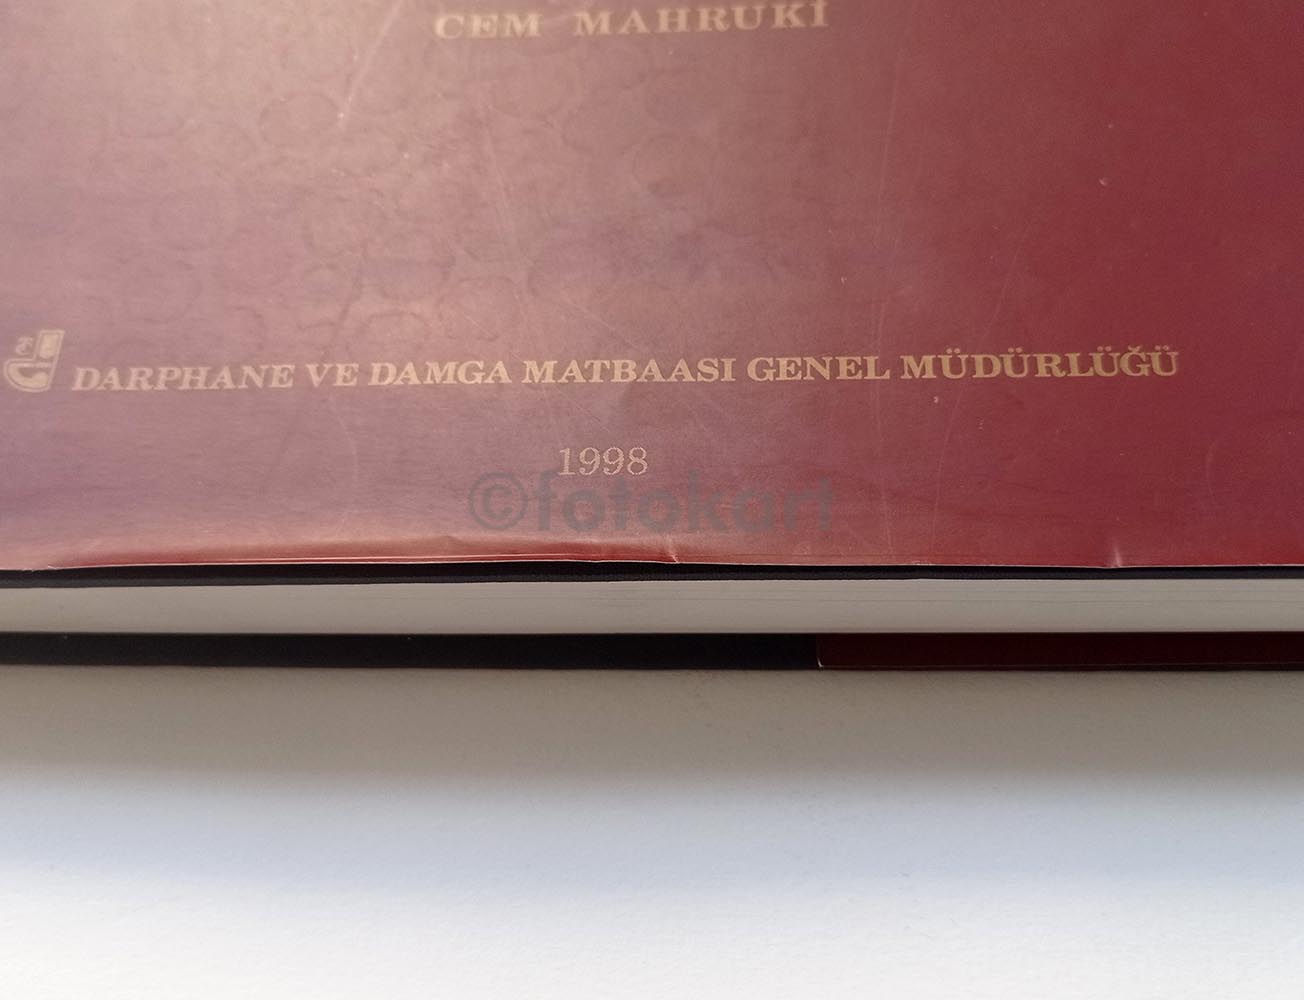 CEM MAHRUKİ
DARPHANE VE DAMGA MATBAASI GENEL MÜDÜRLÜĞÜ
1998
©fotokart